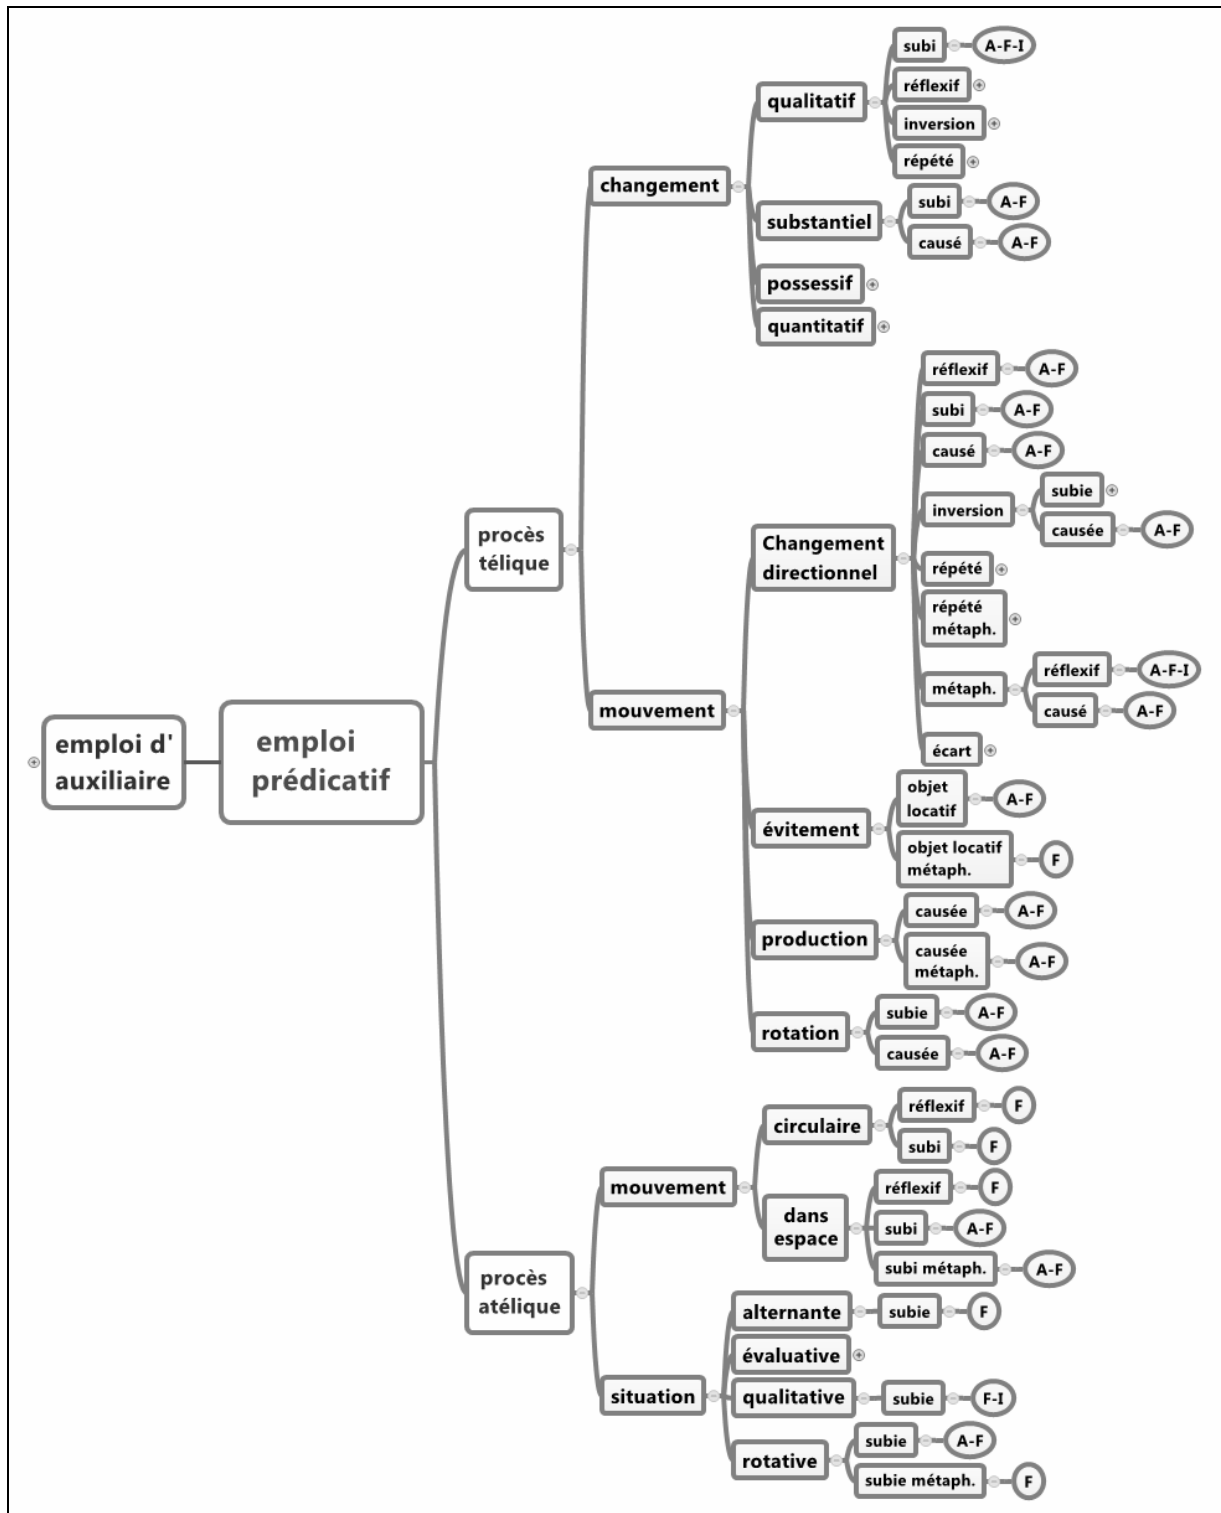 emploi d'
auxiliaire
emploi
prédicatif
procès
télique
changement
qualitatif
subi
A-F-I
réflexif
inversion
répété
substantiel
subi
A-F
causé
A-F
possessif
quantitatif
mouvement
Changement
directionnel
réflexif
A-F
subi
A-F
causé
A-F
inversion
subie
causée
A-F
répété
répété
métaph.
métaph.
réflexif
A-F-I
causé
A-F
écart
évitement
objet
locatif
A-F
objet locatif
métaph.
F
production
causée
A-F
causée
métaph.
A-F
rotation
subie
A-F
causée
A-F
procès
atélique
mouvement
circulaire
réflexif
F
subi
F
dans
espace
réflexif
F
subi
A-F
subi métaph.
A-F
situation
alternante
subie
F
évaluative
qualitative
subie
F-I
rotative
subie
A-F
subie métaph.
F